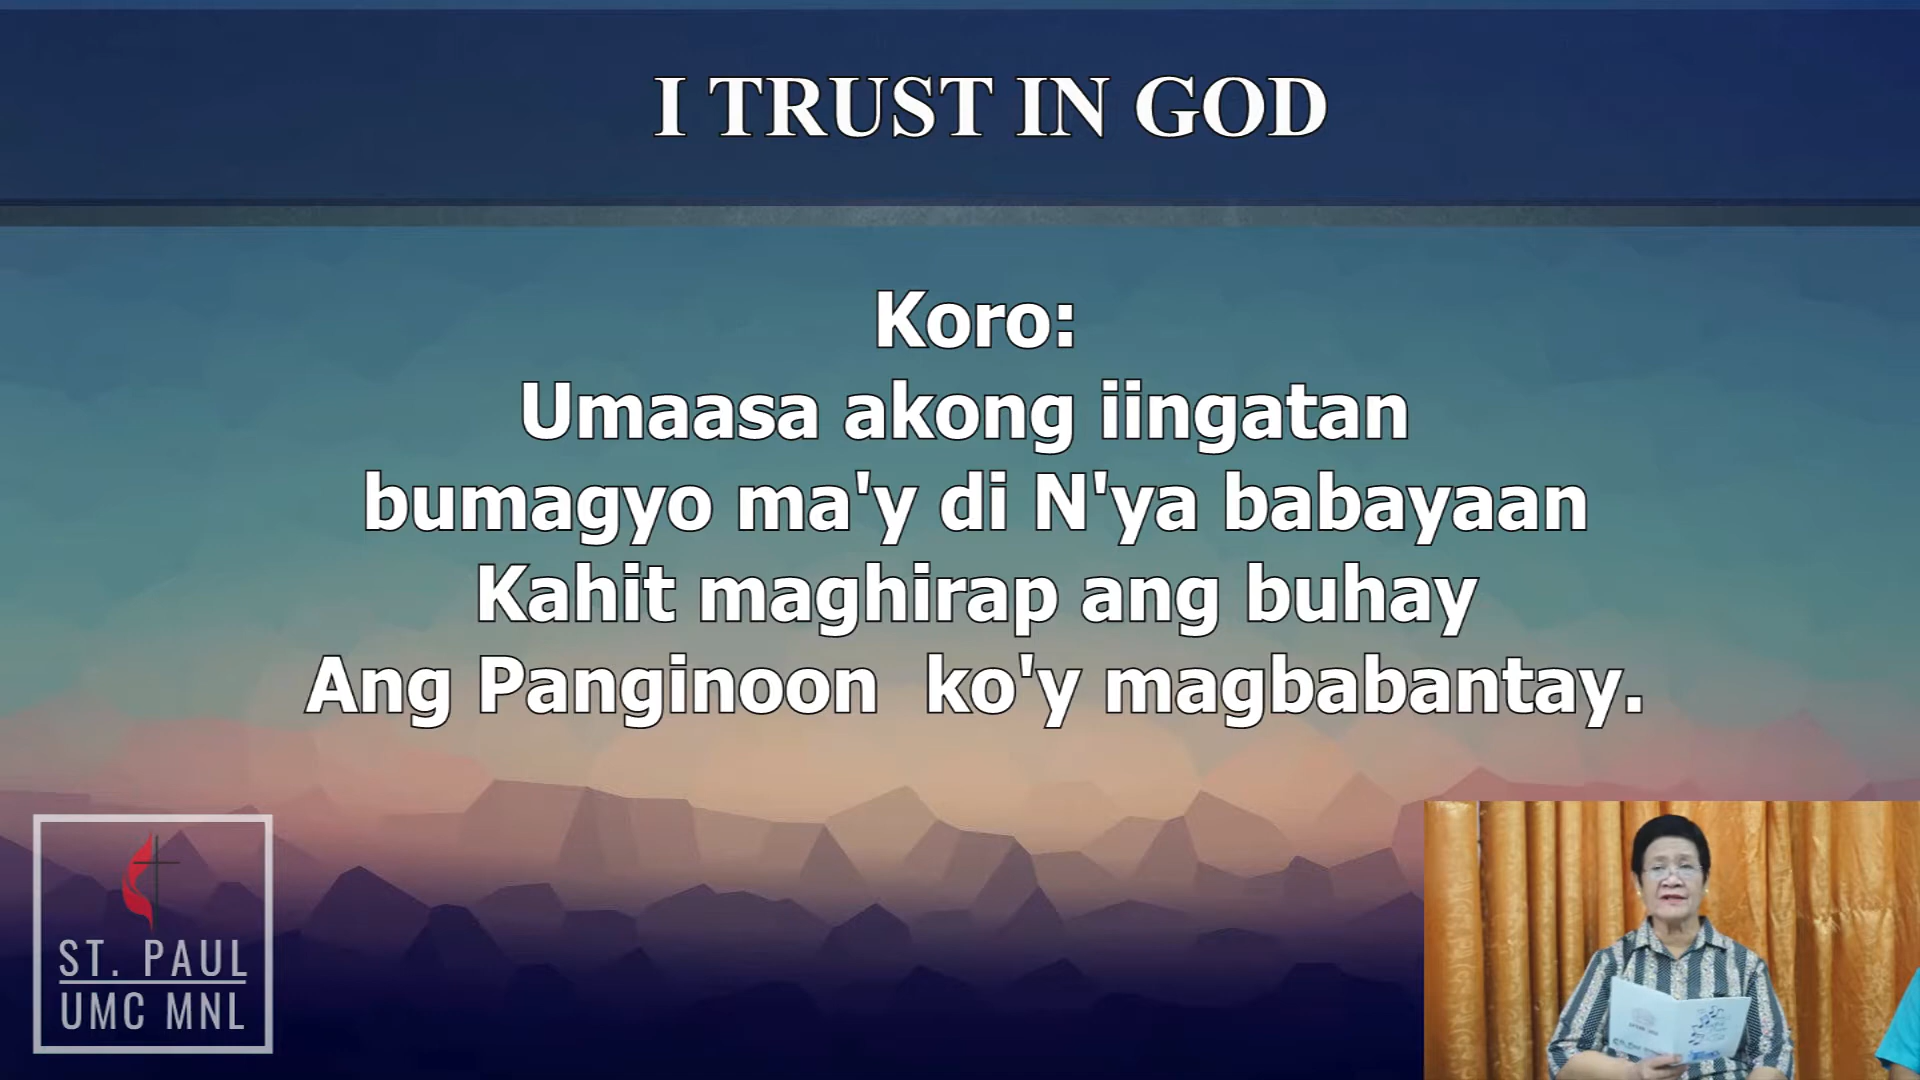 I TRUST IN GOD
Koro:
Umaasa akong iingatan
bumagyo ma'y di N'ya babayaan
Kahit maghirap ang buhay
Ang Panginoon ko'y magbabantay.
ST. PAUL
UMC MNL